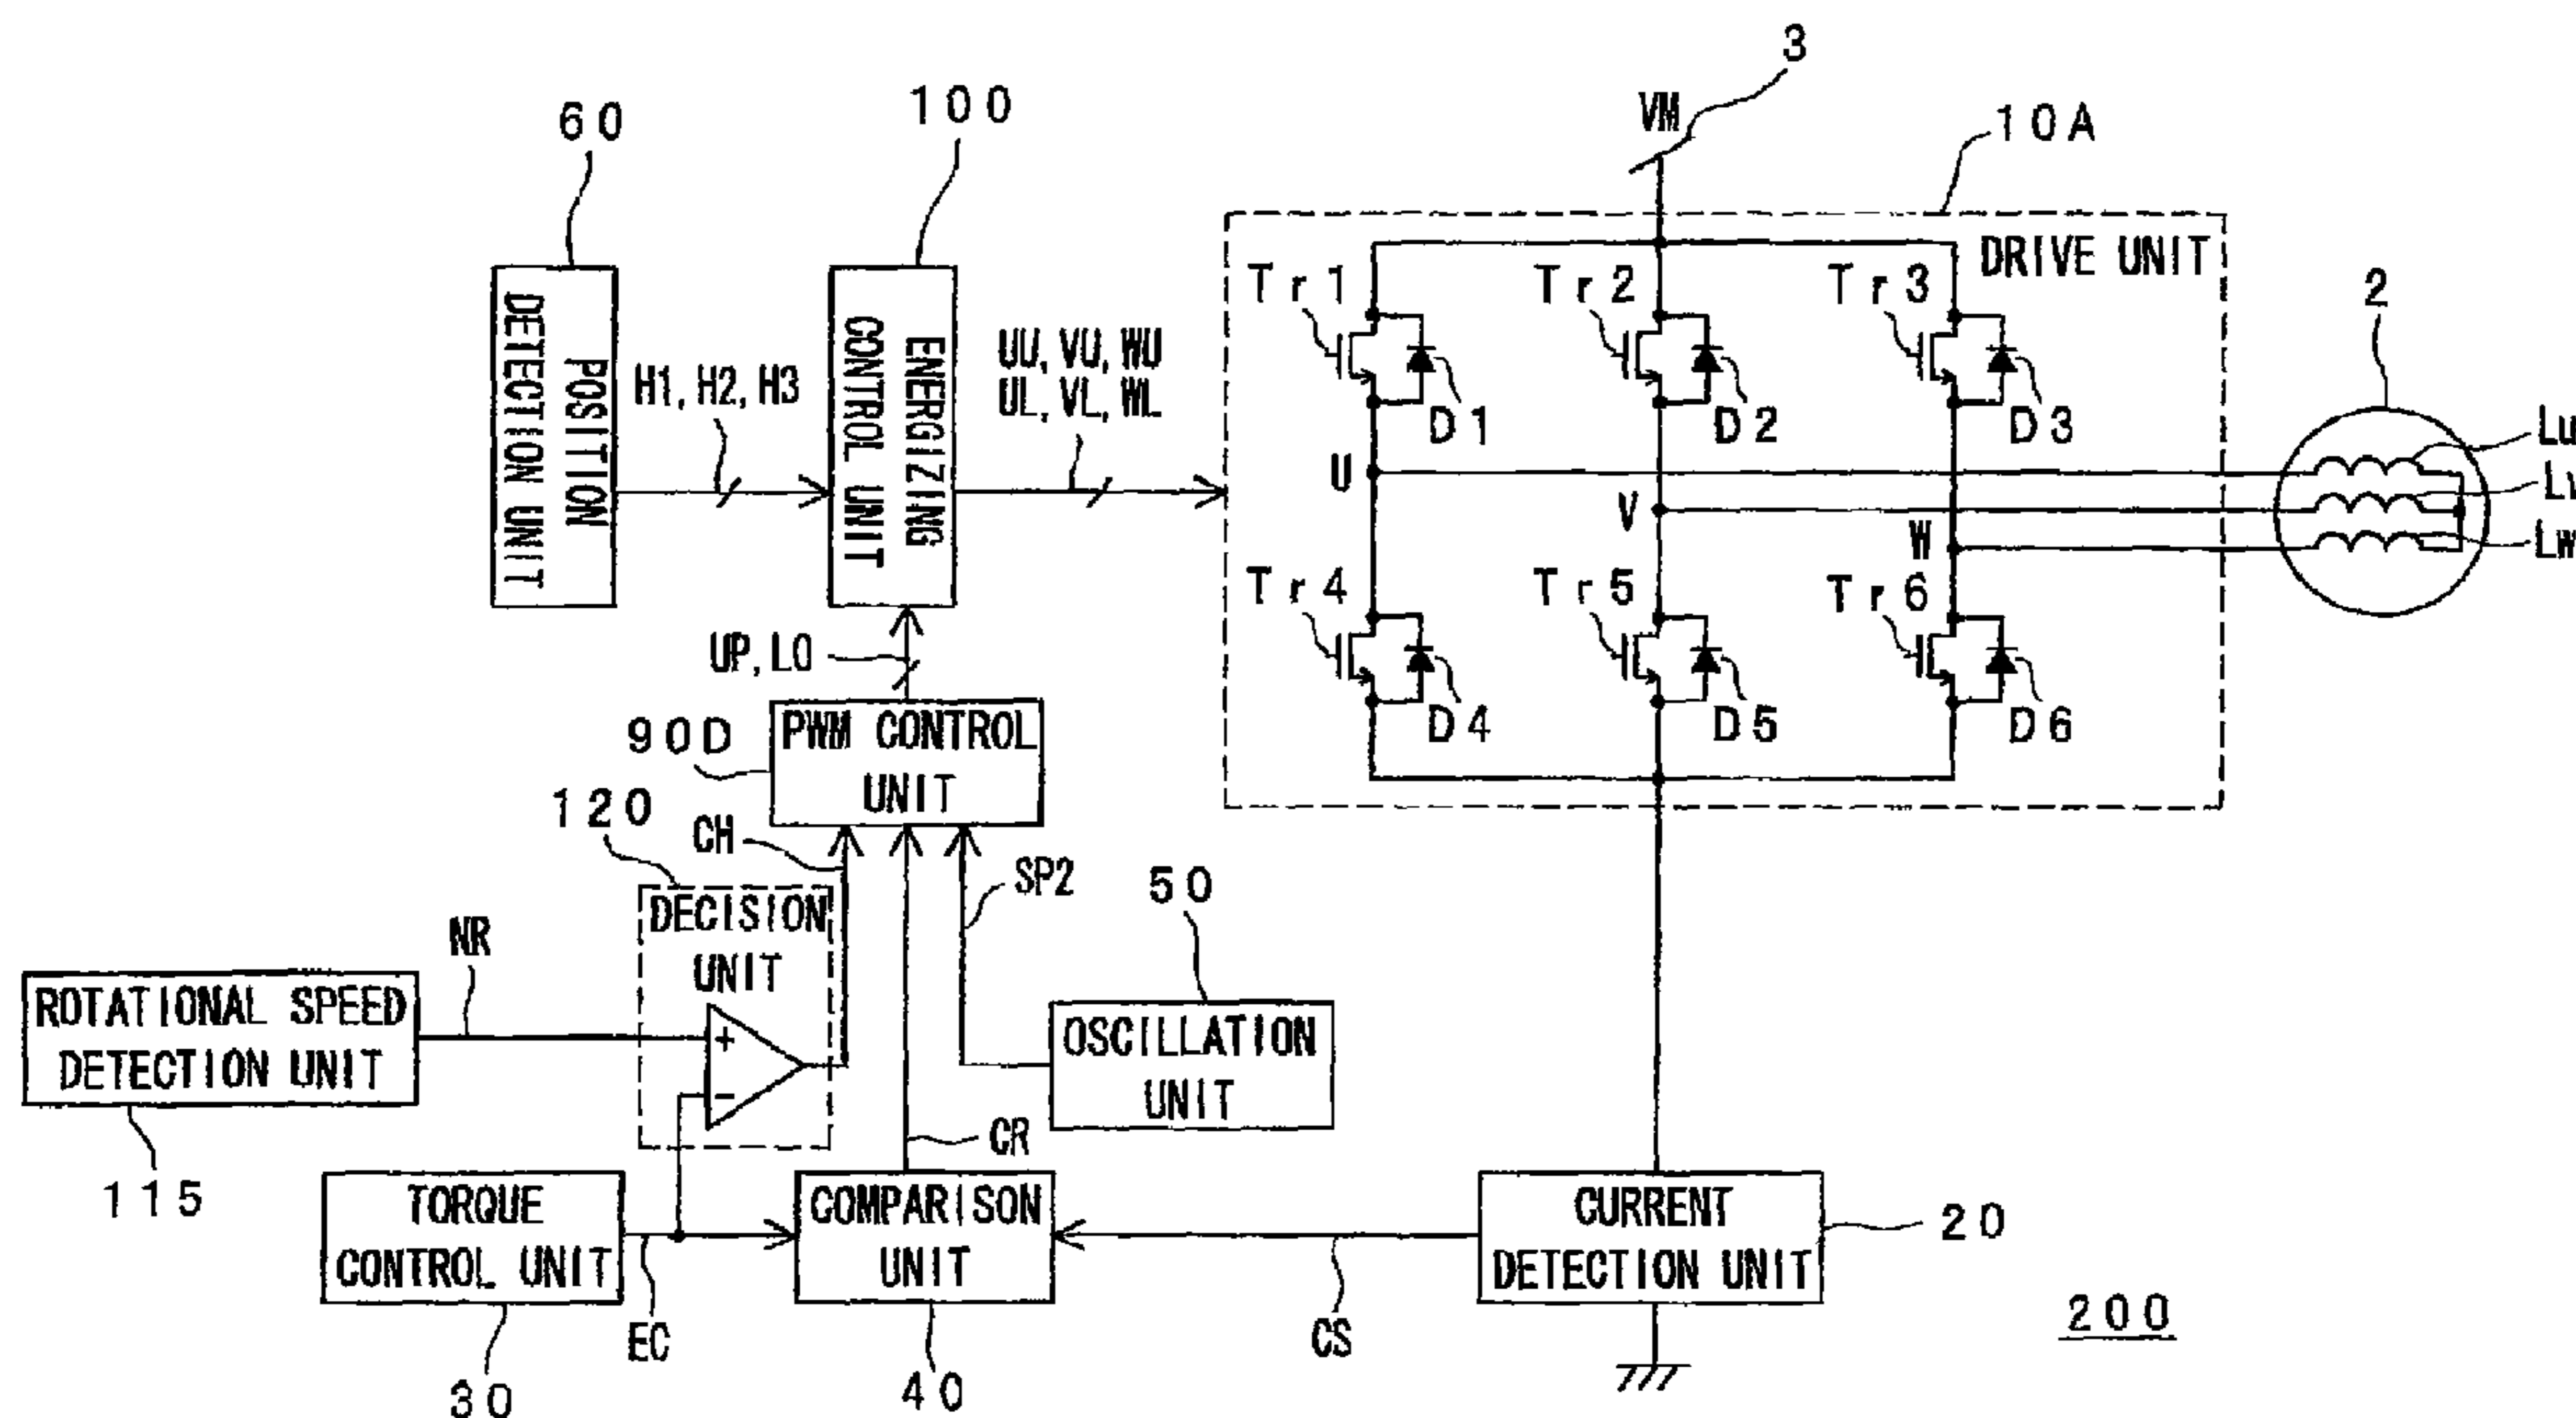 3
VM
10A
100
60
DRIVE UNIT
Tr1
Tr2
Tr3
2
POSITION
DETECTION UNIT
ENERGIZING
CONTROL UNIT
H1, H2, H3
UU, VU, WU
UL, VL, WL
D1
D2
D3
Lu
U
V
W
Lw
Tr4
Tr5
Tr6
UP, LO
D4
D5
D6
90D
PWM CONTROL
UNIT
120
CH
SP2
50
DECISION
UNIT
NR
ROTATIONAL SPEED
DETECTION UNIT
+
-
OSCILLATION
UNIT
115
CR
TORQUE
CONTROL UNIT
COMPARISON
UNIT
CURRENT
DETECTION UNIT
20
EC
CS
30
40
200